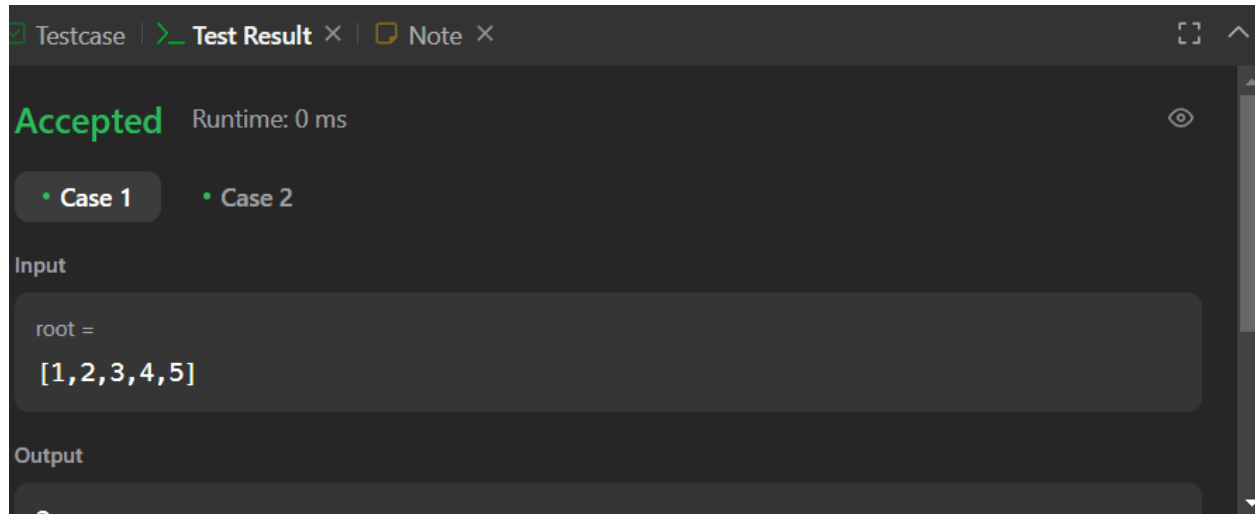 Testcase >_ Test Result × Note ×
Accepted Runtime: 0 ms
• Case 1 • Case 2
Input
root =
[1,2,3,4,5]
Output